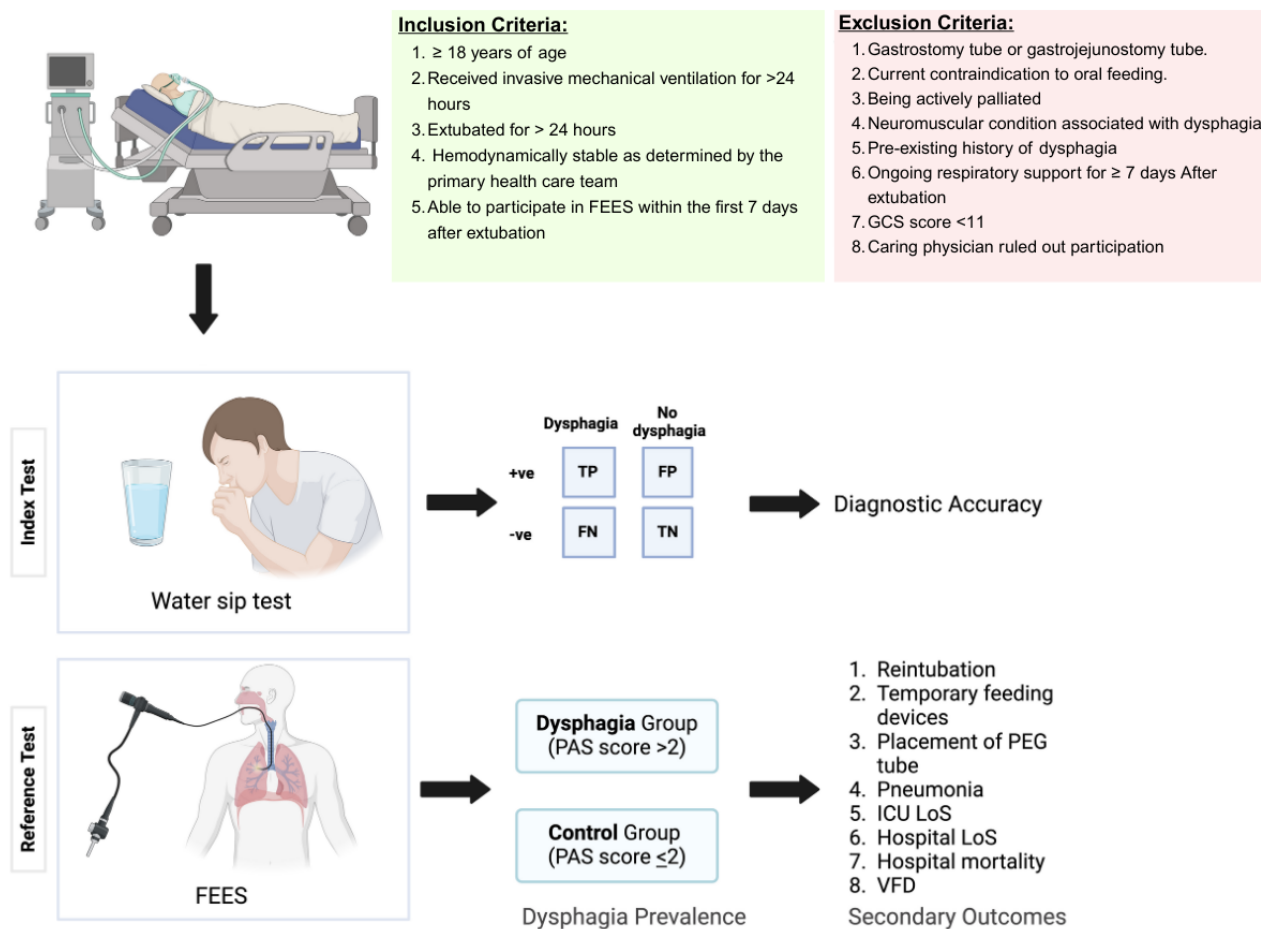 Inclusion Criteria:
1. ≥ 18 years of age
2. Received invasive mechanical ventilation for >24
hours
3. Extubated for > 24 hours
4. Hemodynamically stable as determined by the
primary health care team
5. Able to participate in FEES within the first 7 days
after extubation
Exclusion Criteria:
1. Gastrostomy tube or gastrojejunostomy tube.
2. Current contraindication to oral feeding.
3. Being actively palliated
4. Neuromuscular condition associated with dysphagia
5. Pre-existing history of dysphagia
6. Ongoing respiratory support for ≥ 7 days After
extubation
7. GCS score <11
8. Caring physician ruled out participation
Index Test
Water sip test
Dysphagia
No
dysphagia
+ve
TP
FP
-ve
FN
TN
Diagnostic Accuracy
Reference Test
FEES
Dysphagia Group
(PAS score >2)
Control Group
(PAS score ≤2)
Dysphagia Prevalence
1. Reintubation
2. Temporary feeding
devices
3. Placement of PEG
tube
4. Pneumonia
5. ICU LoS
6. Hospital LoS
7. Hospital mortality
8. VFD
Secondary Outcomes